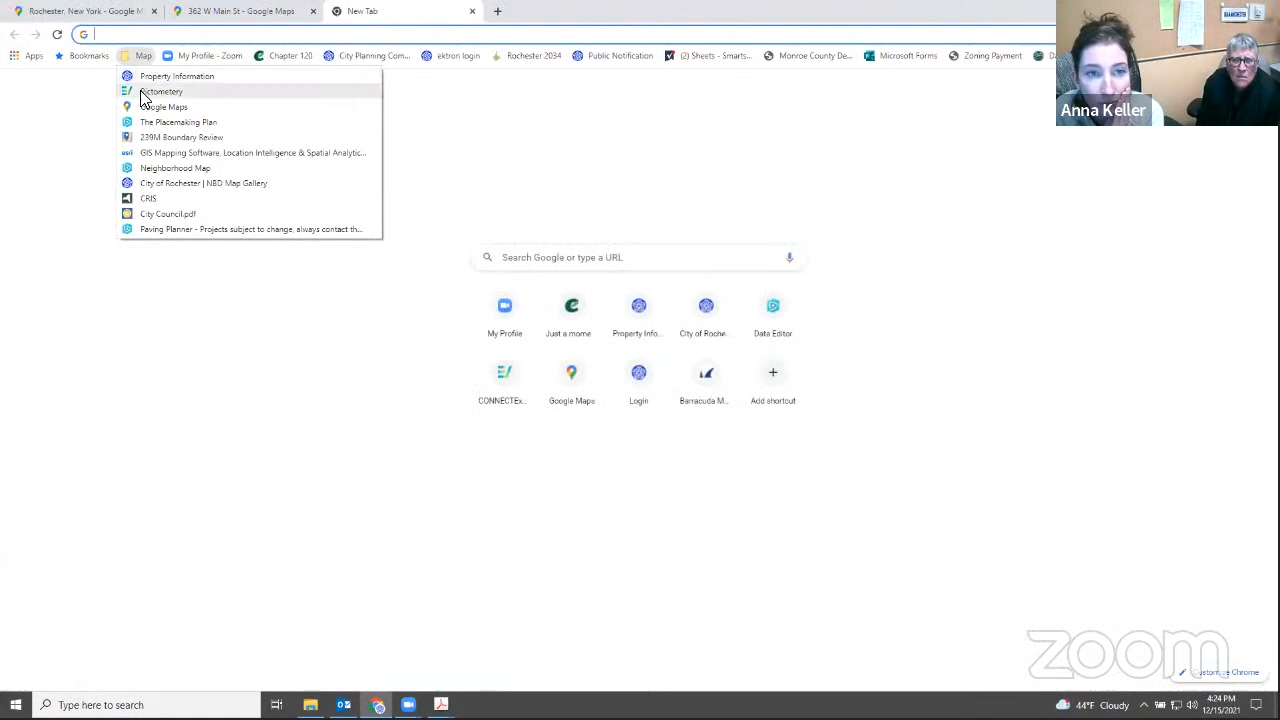 Rochester, New York - Google M
362 W Main St - Google Maps
New Tab
Apps
Bookmarks
Map
My Profile - Zoom
Chapter 120
City Planning Com...
ektron login
Rochester 2034
Public Notification
(2) Sheets - Smarts...
Monroe County De...
Microsoft Forms
Zoning Payment
Property Information
ictometery
oogle Maps
The Placemaking Plan
239M Boundary Review
esri GIS Mapping Software, Location Intelligence & Spatial Analytic...
Neighborhood Map
City of Rochester | NBD Map Gallery
CRIS
City Council.pdf
Paving Planner - Projects subject to change, always contact th...
Anna Keller
Search Google or type a URL
My Profile
Just a mome
Property Info...
City of Roche...
Data Editor
CONNECTEx...
Google Maps
Login
Barracuda M...
Add shortcut
zoom
Customize Chrome
Type here to search
44°F Cloudy
4:24 PM
12/15/2021